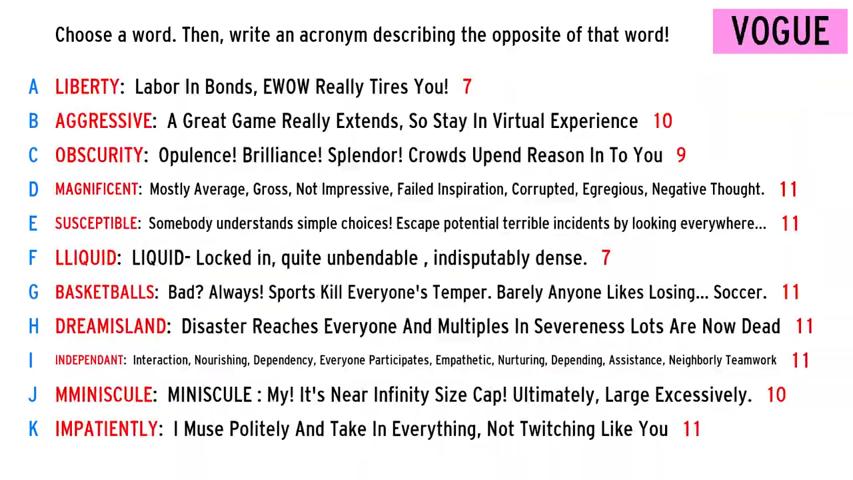 Choose a word. Then, write an acronym describing the opposite of that word!
VOGUE
A LIBERTY: Labor In Bonds, EWOW Really Tires You! 7
B AGGRESSIVE: A Great Game Really Extends, So Stay In Virtual Experience 10
C OBSCURITY: Opulence! Brilliance! Splendor! Crowds Upend Reason In To You 9
D MAGNIFICENT: Mostly Average, Gross, Not Impressive, Failed Inspiration, Corrupted, Egregious, Negative Thought. 11
E SUSCEPTIBLE: Somebody understands simple choices! Escape potential terrible incidents by looking everywhere... 11
F LLIQUID: LIQUID- Locked in, quite unbendable , indisputably dense. 7
G BASKETBALLS: Bad? Always! Sports Kill Everyone's Temper. Barely Anyone Likes Losing... Soccer. 11
H DREAMISLAND: Disaster Reaches Everyone And Multiples In Severeness Lots Are Now Dead 11
I INDEPENDANT: Interaction, Nourishing, Dependency, Everyone Participates, Empathetic, Nurturing, Depending, Assistance, Neighborly Teamwork 11
J MMINISCULE: MINISCULE : My! It's Near Infinity Size Cap! Ultimately, Large Excessively. 10
K IMPATIENTLY: I Muse Politely And Take In Everything, Not Twitching Like You 11